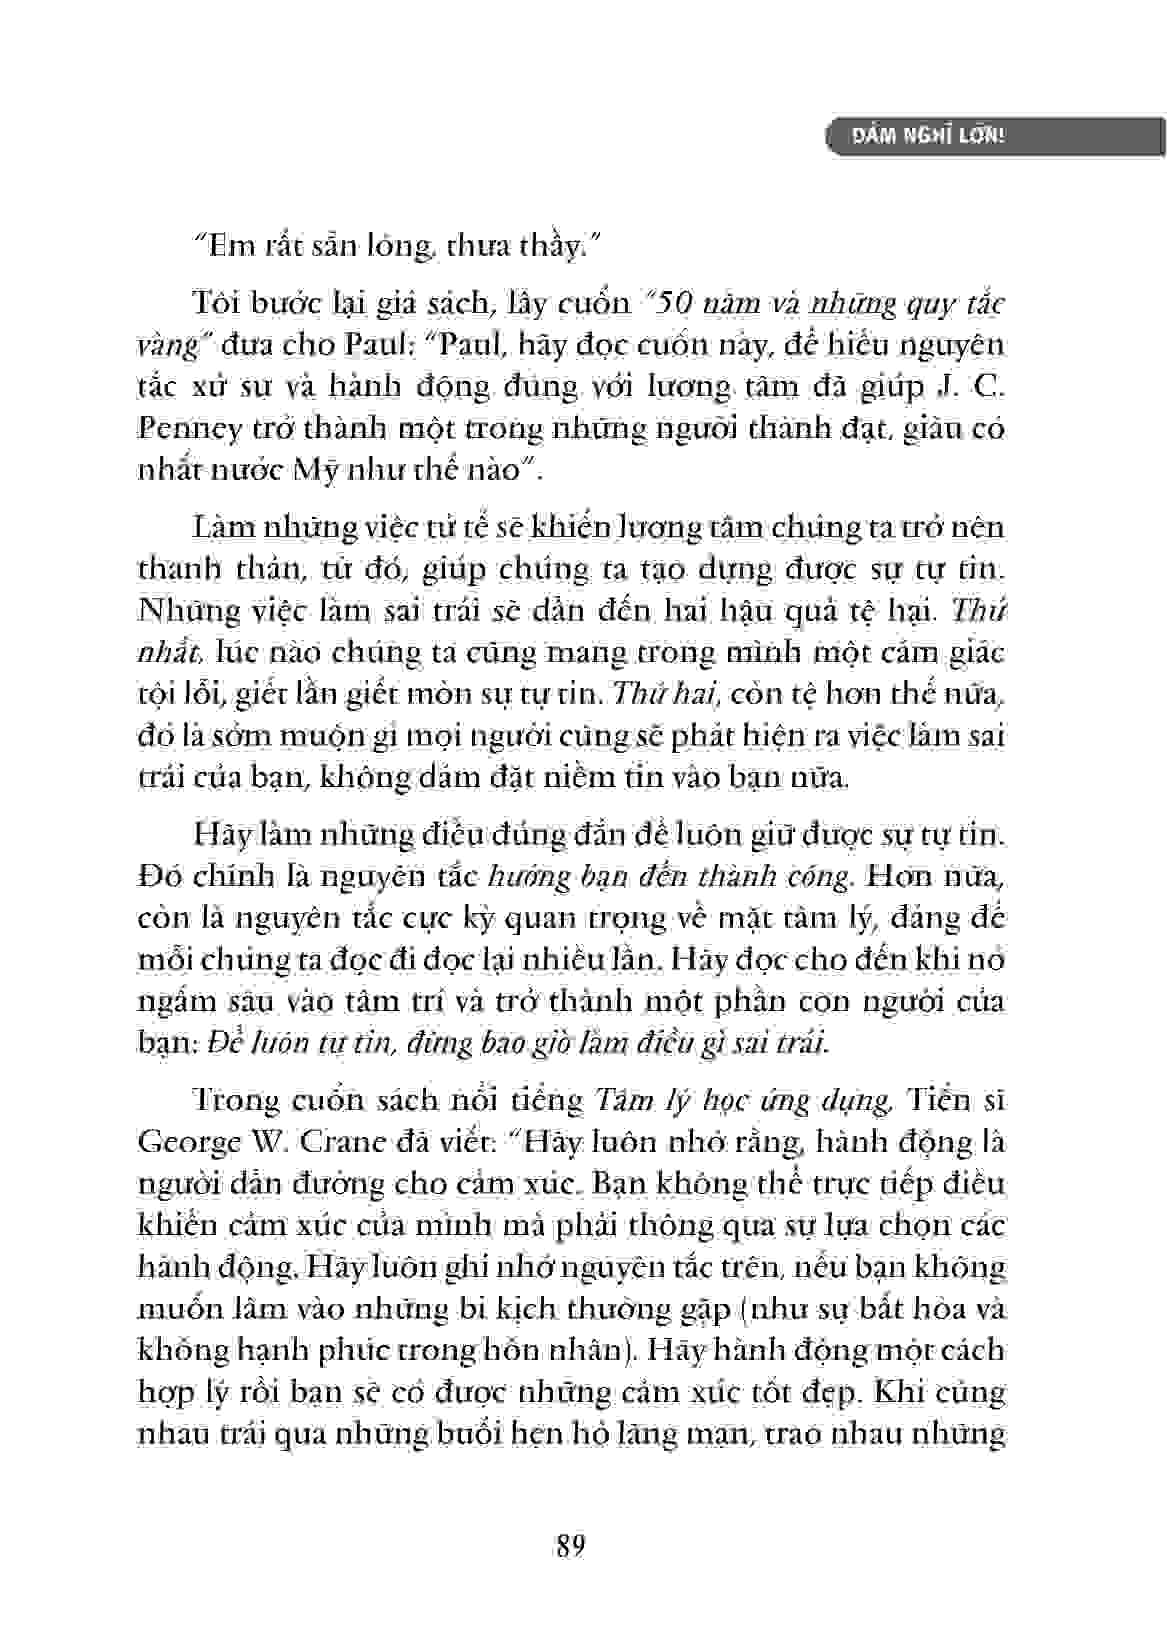 DÁM NGHĨ LỚN!
“Em rất sẵn lòng, thưa thầy.”
Tôi bước lại giá sách, lấy cuốn “50 năm và những quy tắc
vàng” đưa cho Paul: “Paul, hãy đọc cuốn này, để hiểu nguyên
tắc xử sự và hành động đúng với lương tâm đã giúp J. C.
Penney trở thành một trong những người thành đạt, giàu có
nhất nước Mỹ như thế nào”.
Làm những việc tử tế sẽ khiến lương tâm chúng ta trở nên
thanh thản, từ đó, giúp chúng ta tạo dựng được sự tự tin.
Những việc làm sai trái sẽ dẫn đến hai hậu quả tệ hại. Thứ
nhất, lúc nào chúng ta cũng mang trong mình một cảm giác
tội lỗi, giết lần giết mòn sự tự tin. Thứ hai, còn tệ hơn thế nữa,
đó là sớm muộn gì mọi người cũng sẽ phát hiện ra việc làm sai
trái của bạn, không dám đặt niềm tin vào bạn nữa.
Hãy làm những điều đúng đắn để luôn giữ được sự tự tin.
Đó chính là nguyên tắc hướng bạn đến thành công. Hơn nữa,
còn là nguyên tắc cực kỳ quan trọng về mặt tâm lý, đáng để
mỗi chúng ta đọc đi đọc lại nhiều lần. Hãy đọc cho đến khi nó
ngấm sâu vào tâm trí và trở thành một phần con người của
bạn: Để luôn tự tin, đừng bao giờ làm điều gì sai trái.
Trong cuốn sách nổi tiếng Tâm lý học ứng dụng, Tiến sĩ
George W. Crane đã viết: “Hãy luôn nhớ rằng, hành động là
người dẫn đường cho cảm xúc. Bạn không thể trực tiếp điều
khiển cảm xúc của mình mà phải thông qua sự lựa chọn các
hành động. Hãy luôn ghi nhớ nguyên tắc trên, nếu bạn không
muốn lâm vào những bi kịch thường gặp (như sự bất hòa và
không hạnh phúc trong hôn nhân). Hãy hành động một cách
hợp lý rồi bạn sẽ có được những cảm xúc tốt đẹp. Khi cùng
nhau trải qua những buổi hẹn hò lãng mạn, trao nhau những
89